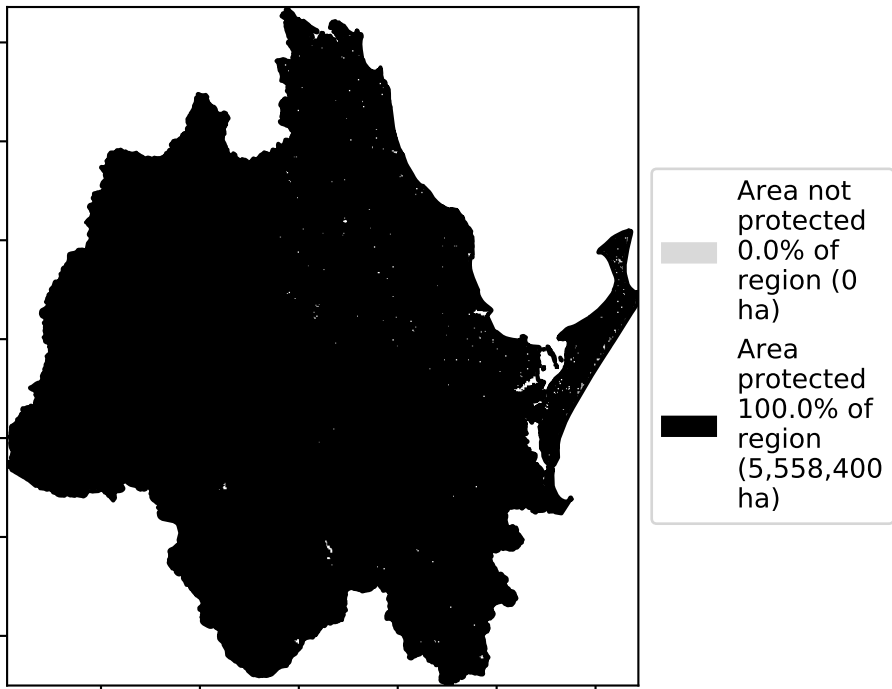 Area not
protected
0.0% of
region (0
ha)
Area
protected
100.0% of
region
(5,558,400
ha)